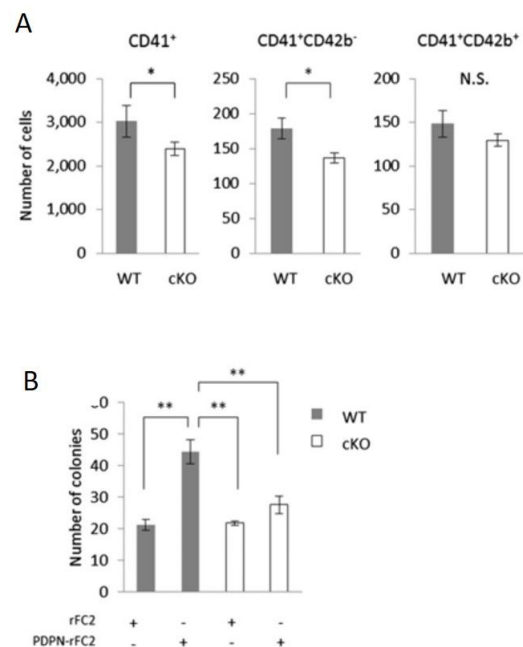 A
CD41⁺ CD41⁺CD42b⁻ CD41⁺CD42b⁺
* * N.S.
Number of cells
4,000
3,000
2,000
1,000
0
250
200
150
100
50
0
200
150
100
50
0
WT cKO WT cKO WT cKO
B
**
** **
Number of colonies
0
50
40
30
20
10
0
WT
cKO
rFC2 + - + -
PDPN-rFC2 - + - +